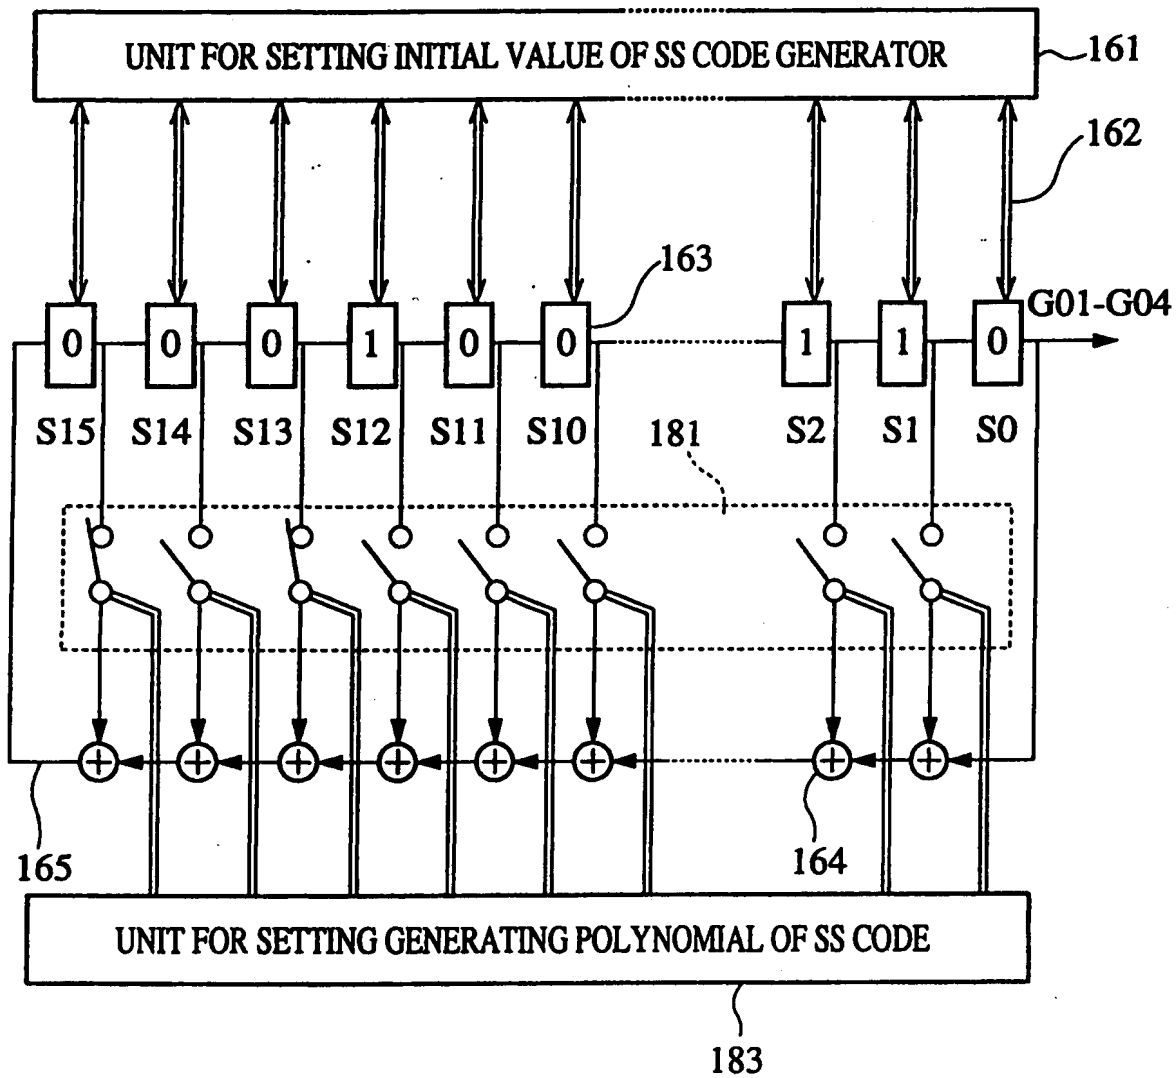 UNIT FOR SETTING INITIAL VALUE OF SS CODE GENERATOR
161
162
163
G01-G04
0 0 0 1 0 0 1 1 0
S15 S14 S13 S12 S11 S10 S2 S1 S0
181
165
164
UNIT FOR SETTING GENERATING POLYNOMIAL OF SS CODE
183